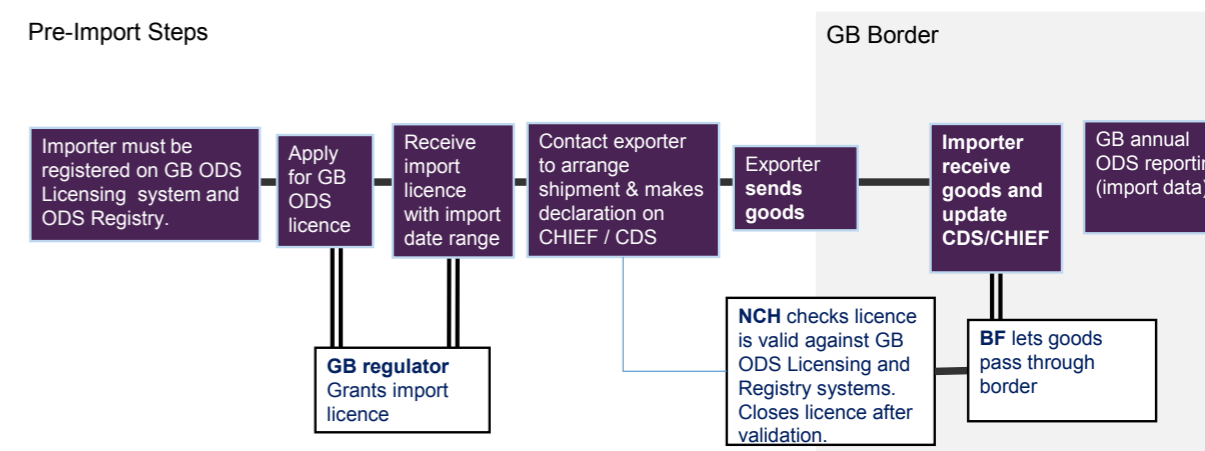 Pre-Import Steps
GB Border
Importer must be
registered on GB ODS
Licensing system and
ODS Registry.
Apply
for GB
ODS
licence
Receive
import
licence
with import
date range
Contact exporter
to arrange
shipment & makes
declaration on
CHIEF / CDS
Exporter
sends
goods
Importer
receive
goods and
update
CDS/CHIEF
GB annual
ODS
(import data)
GB regulator
Grants import
licence
NCH checks licence
is valid against GB
ODS Licensing and
Registry systems.
Closes licence after
validation.
BF lets goods
pass through
border